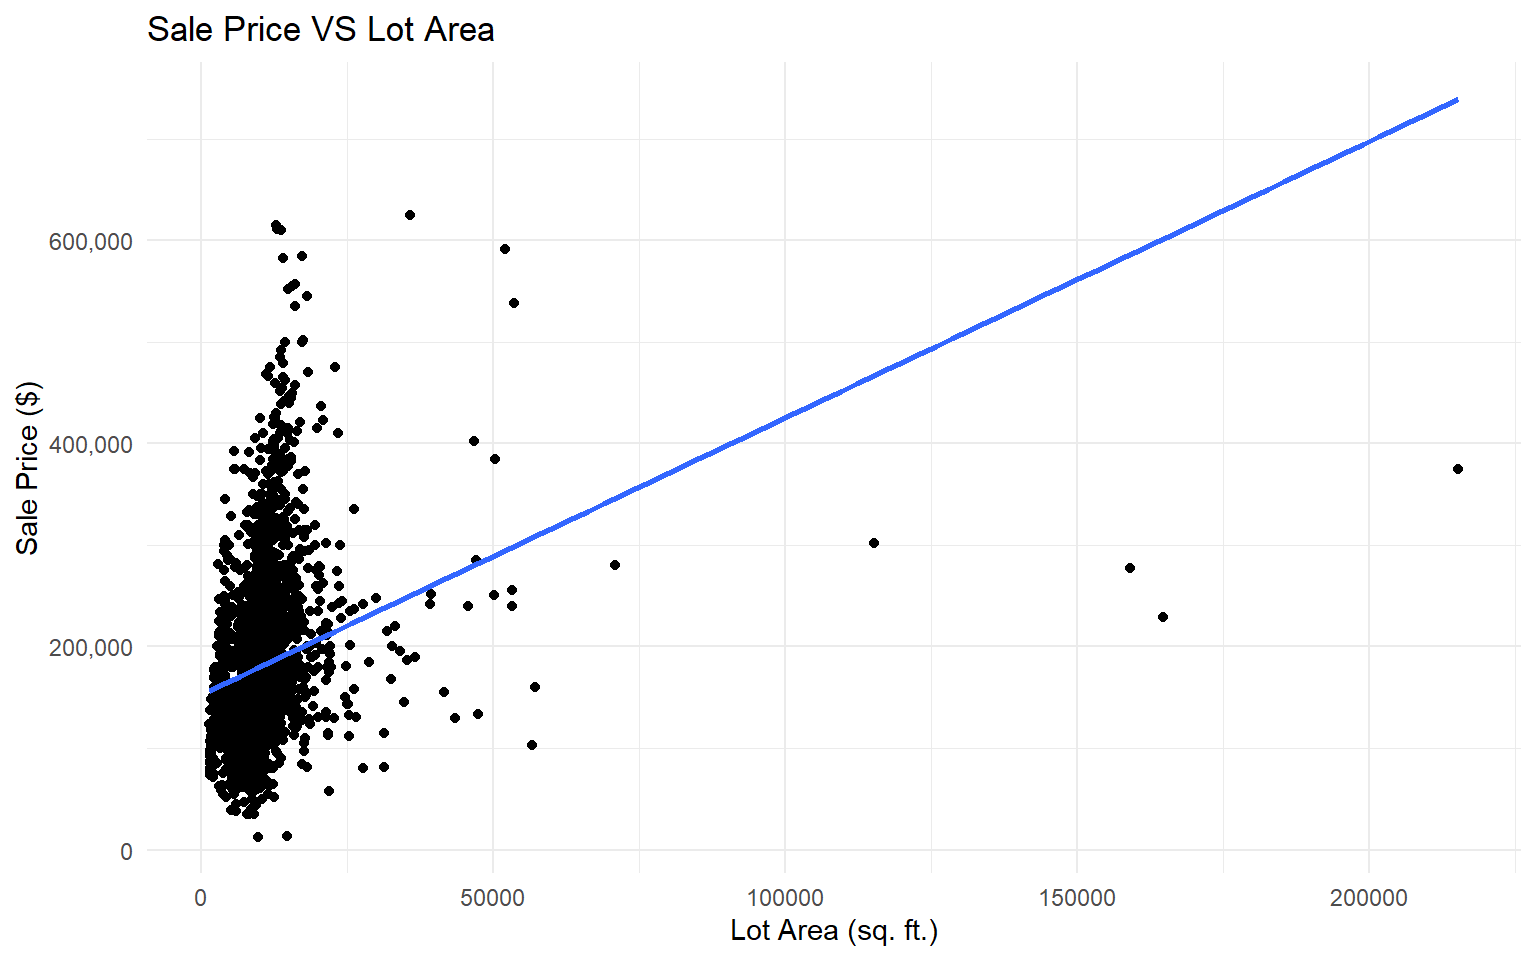 Sale Price VS Lot Area
Sale Price ($)
600,000
400,000
200,000
0
0 50000 100000 150000 200000
Lot Area (sq. ft.)